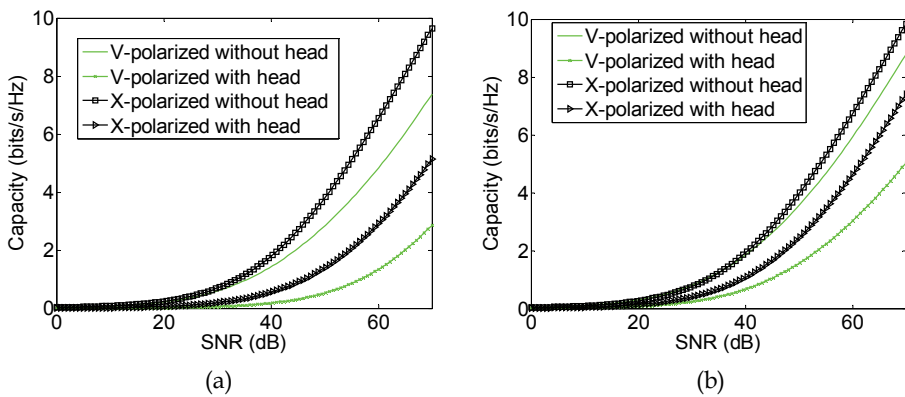 10
8
6
4
2
0
0
20
40
60
Capacity (bits/s/Hz)
SNR (dB)
V-polarized without head
V-polarized with head
X-polarized without head
X-polarized with head
(a)
10
8
6
4
2
0
0
20
40
60
Capacity (bits/s/Hz)
SNR (dB)
V-polarized without head
V-polarized with head
X-polarized without head
X-polarized with head
(b)